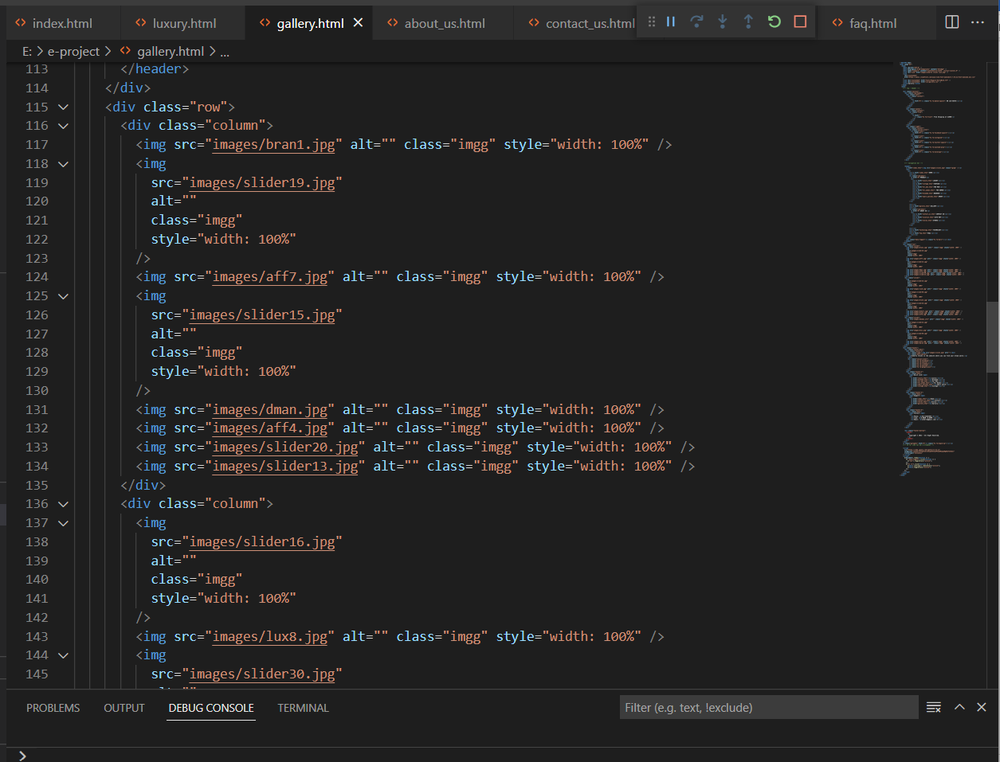 index.html luxury.html gallery.html about_us.html contact_us.html faq.html
E: > e-project > gallery.html > ...
113 </header>
114 </div>
115 <div class="row">
116 <div class="column">
117 <img src="images/bran1.jpg" alt="" class="imgg" style="width: 100%" />
118 <img
119 src="images/slider19.jpg"
120 alt=""
121 class="imgg"
122 style="width: 100%"
123 />
124 <img src="images/aff7.jpg" alt="" class="imgg" style="width: 100%" />
125 <img
126 src="images/slider15.jpg"
127 alt=""
128 class="imgg"
129 style="width: 100%"
130 />
131 <img src="images/dman.jpg" alt="" class="imgg" style="width: 100%" />
132 <img src="images/aff4.jpg" alt="" class="imgg" style="width: 100%" />
133 <img src="images/slider20.jpg" alt="" class="imgg" style="width: 100%" />
134 <img src="images/slider13.jpg" alt="" class="imgg" style="width: 100%" />
135 </div>
136 <div class="column">
137 <img
138 src="images/slider16.jpg"
139 alt=""
140 class="imgg"
141 style="width: 100%"
142 />
143 <img src="images/lux8.jpg" alt="" class="imgg" style="width: 100%" />
144 <img
145 src="images/slider30.jpg"
PROBLEMS OUTPUT DEBUG CONSOLE TERMINAL Filter (e.g. text, !exclude)